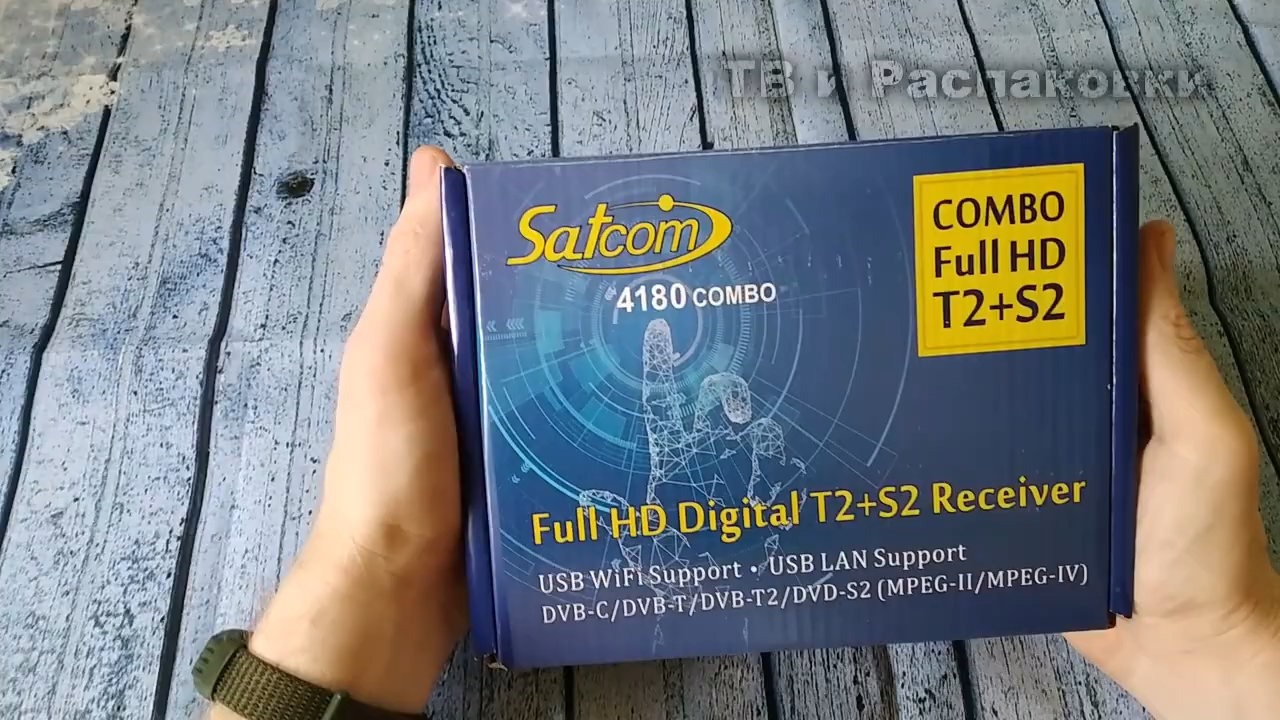 ТВ и Распаковки
Satcom
4180 COMBO
COMBO
Full HD
T2+S2
Full HD Digital T2+S2 Receiver
USB WiFi Support • USB LAN Support
DVB-C/DVB-T/DVB-T2/DVD-S2 (MPEG-II/MPEG-IV)